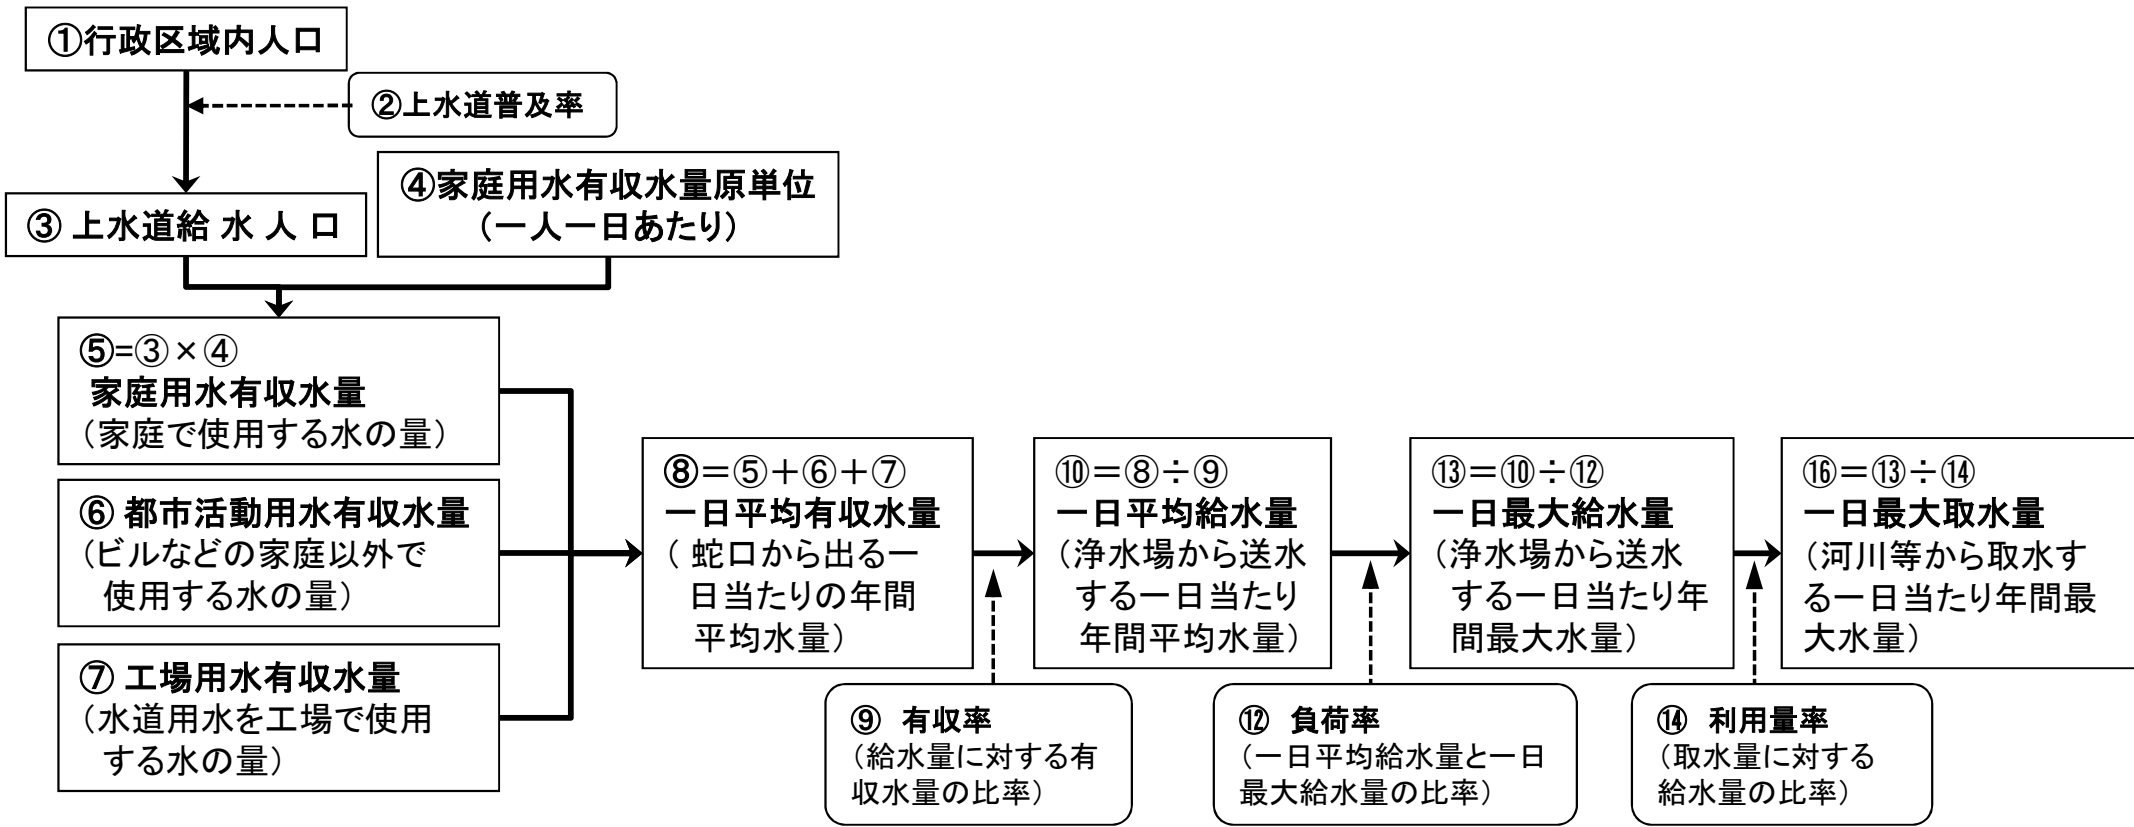 ①行政区域内人口
②上水道普及率
③ 上水道給 水 人 口
④家庭用水有収水量原単位
(一人一日あたり)
⑤=③×④
家庭用水有収水量
（家庭で使用する水の量）
⑥ 都市活動用水有収水量
（ビルなどの家庭以外で
使用する水の量）
⑦ 工場用水有収水量
（水道用水を工場で使用
する水の量）
⑧＝⑤＋⑥＋⑦
一日平均有収水量
（ 蛇口から出る一
日当たりの年間
平均水量）
⑨ 有収率
（給水量に対する有
収水量の比率）
⑩＝⑧÷⑨
一日平均給水量
（浄水場から送水
する一日当たり
年間平均水量）
⑫ 負荷率
（一日平均給水量と一日
最大給水量の比率）
⑬＝⑩÷⑫
一日最大給水量
（浄水場から送水
する一日当たり年
間最大水量）
⑭ 利用量率
（取水量に対する
給水量の比率）
⑯＝⑬÷⑭
一日最大取水量
（河川等から取水す
る一日当たり年間最
大水量）